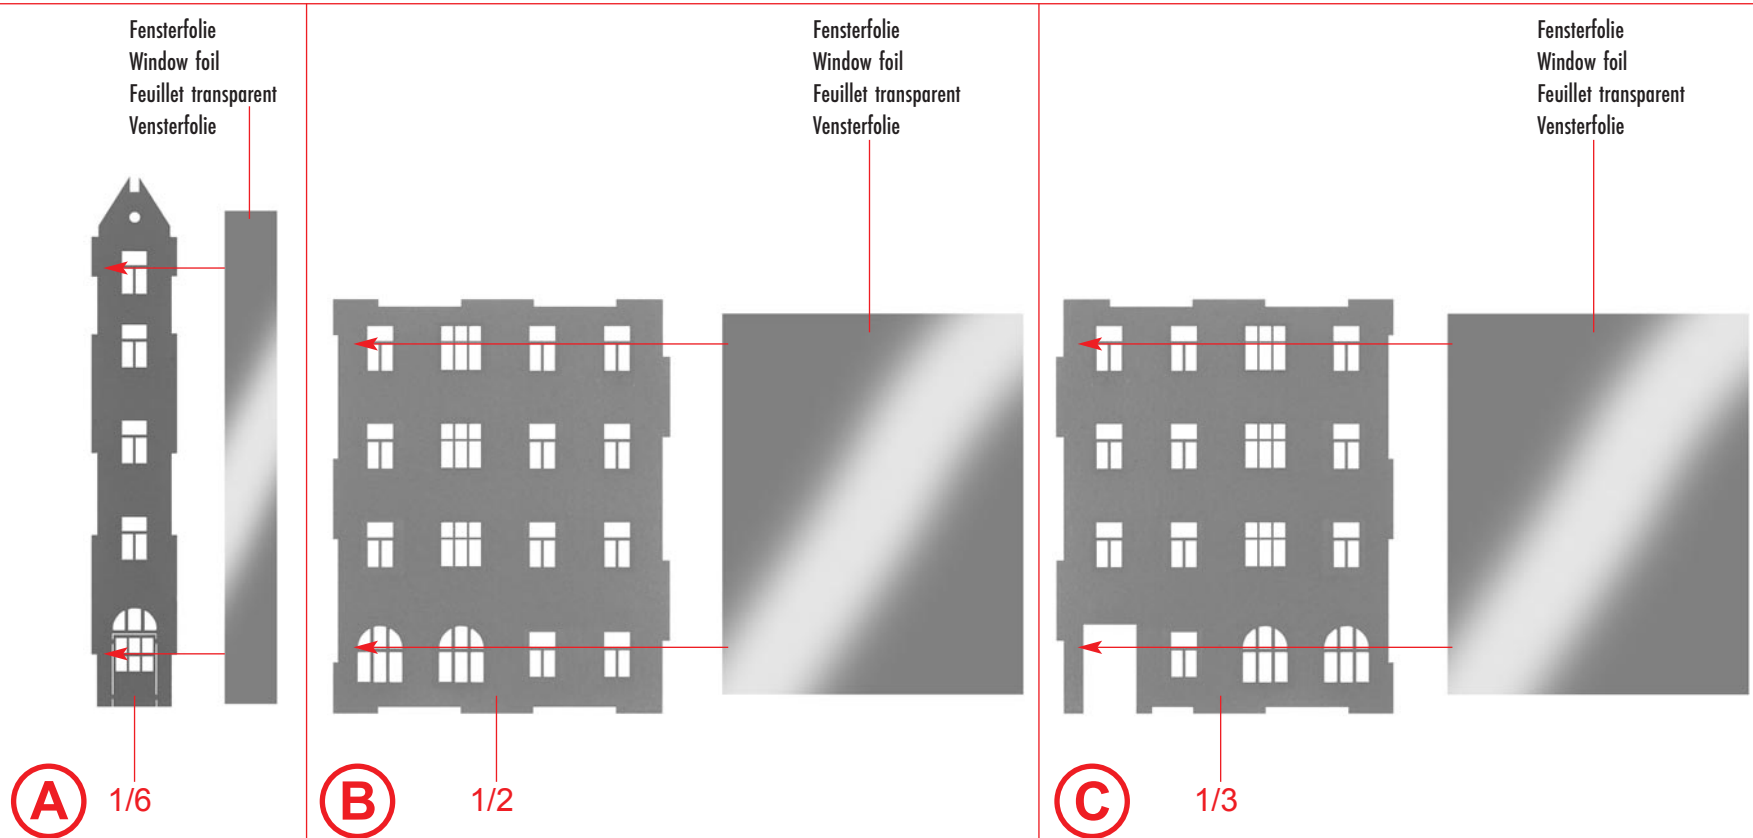 Fensterfolie
Window foil
Feuillet transparent
Vensterfolie
A 1/6
Fensterfolie
Window foil
Feuillet transparent
Vensterfolie
B 1/2
Fensterfolie
Window foil
Feuillet transparent
Vensterfolie
C 1/3